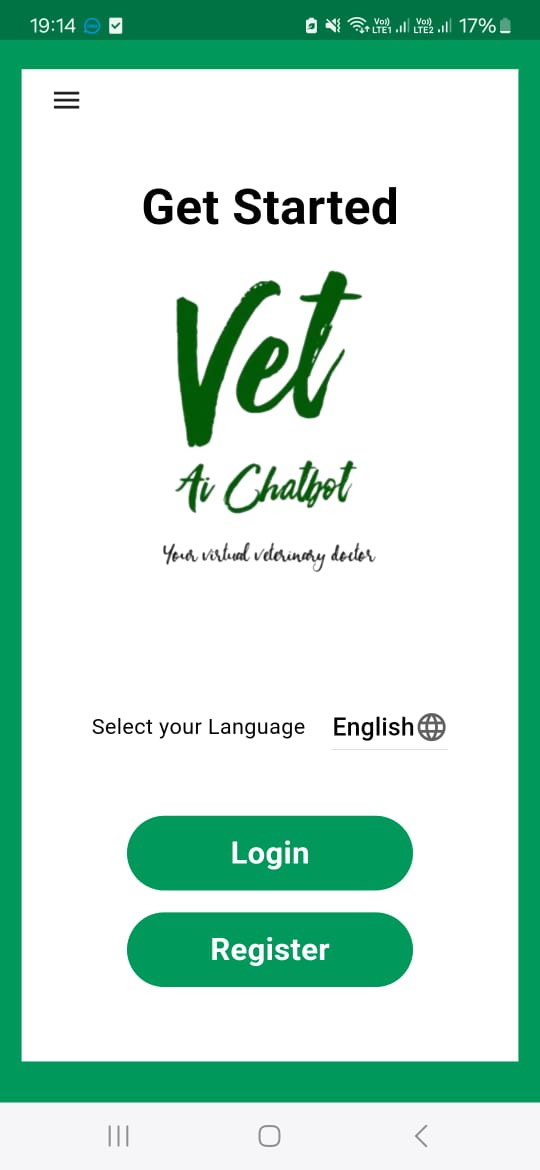 19:14
Vo)) LTE1 Vo)) LTE2 17%
Get Started
Vet
Ai Chatbot
Your virtual veterinary doctor
Select your Language English
Login
Register